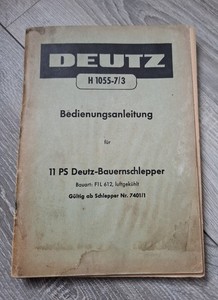 DEUTZ
H 1055-7/3
Bedienungsanleitung
für
11 PS Deutz-Bauernschlepper
Bauart: F1L 612, luftgekühlt
Gültig ab Schlepper Nr. 7401/1